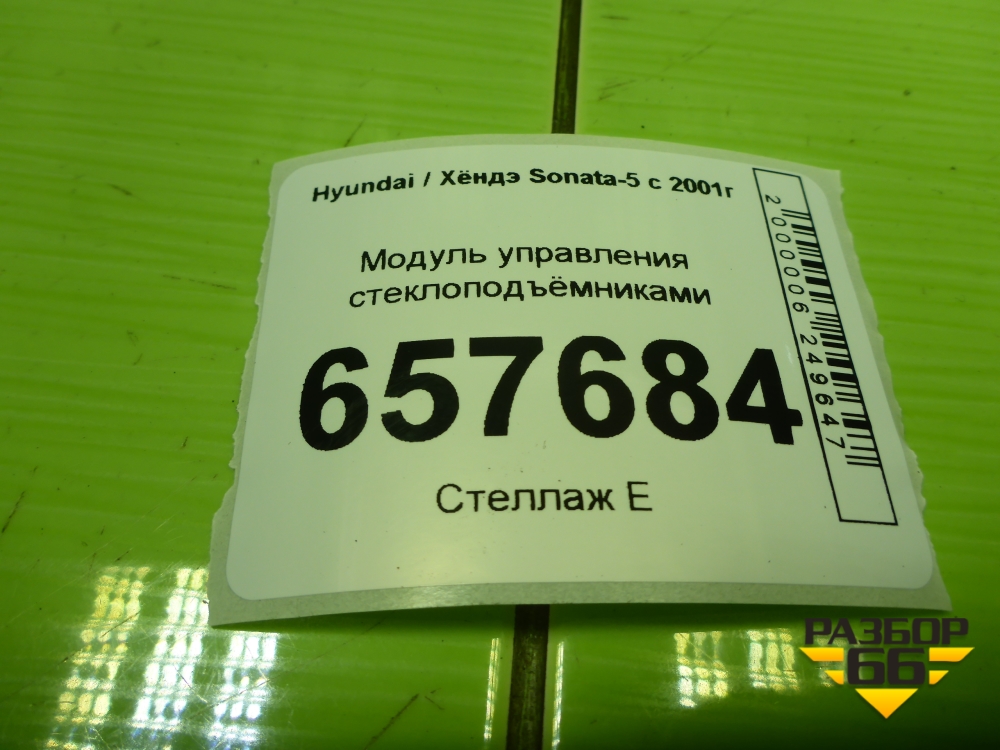 Hyundai / Хёндэ Sonata-5 с 2001г
Модуль управления
стеклоподъёмниками
657684
Стеллаж Е
2000006249647
РАЗБОР
66